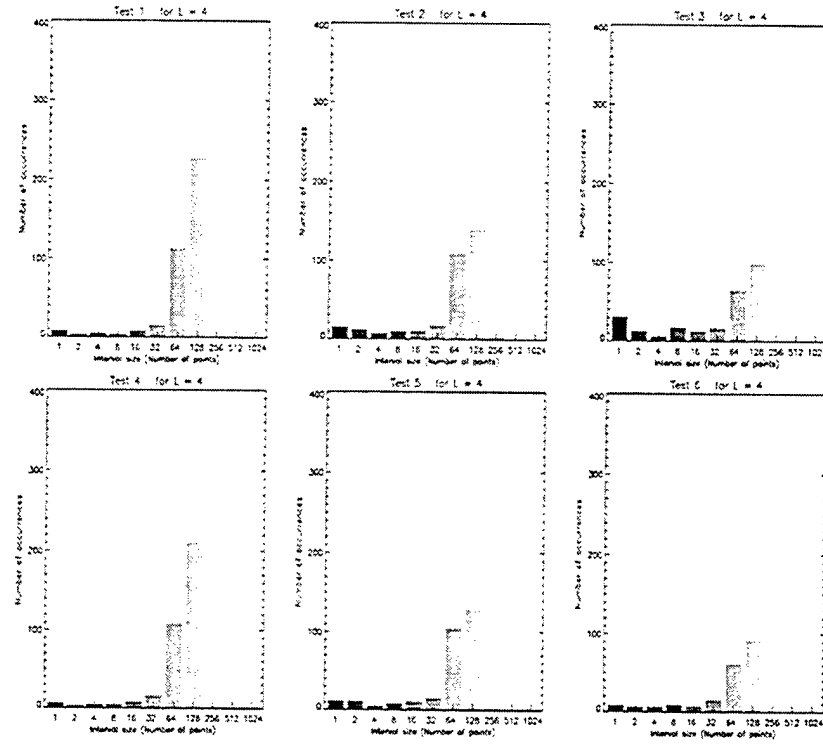 Test 1 for L = 4
400
300
200
100
0
Number of occurrences
1 2 4 8 16 32 64 128 256 512 1024
Interval size (Number of points)
Test 2 for L = 4
400
300
200
100
0
Number of occurrences
1 2 4 8 16 32 64 128 256 512 1024
Interval size (Number of points)
Test 3 for L = 4
400
300
200
100
0
Number of occurrences
1 2 4 8 16 32 64 128 256 512 1024
Interval size (Number of points)
Test 4 for L = 4
400
300
200
100
0
Number of occurrences
1 2 4 8 16 32 64 128 256 512 1024
Interval size (Number of points)
Test 5 for L = 4
400
300
200
100
0
Number of occurrences
1 2 4 8 16 32 64 128 256 512 1024
Interval size (Number of points)
Test 6 for L = 4
400
300
200
100
0
Number of occurrences
1 2 4 8 16 32 64 128 256 512 1024
Interval size (Number of points)